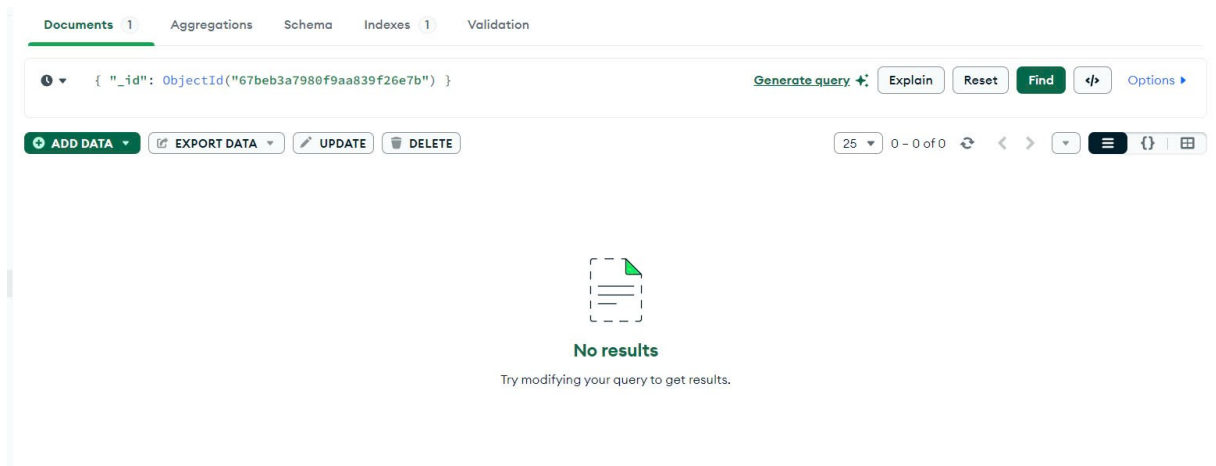 Documents 1 Aggregations Schema Indexes 1 Validation
{ "_id": ObjectId("67beb3a7980f9aa839f26e7b") } Generate query Explain Reset Find </> Options
ADD DATA EXPORT DATA UPDATE DELETE 25 0 – 0 of 0 {}
No results
Try modifying your query to get results.